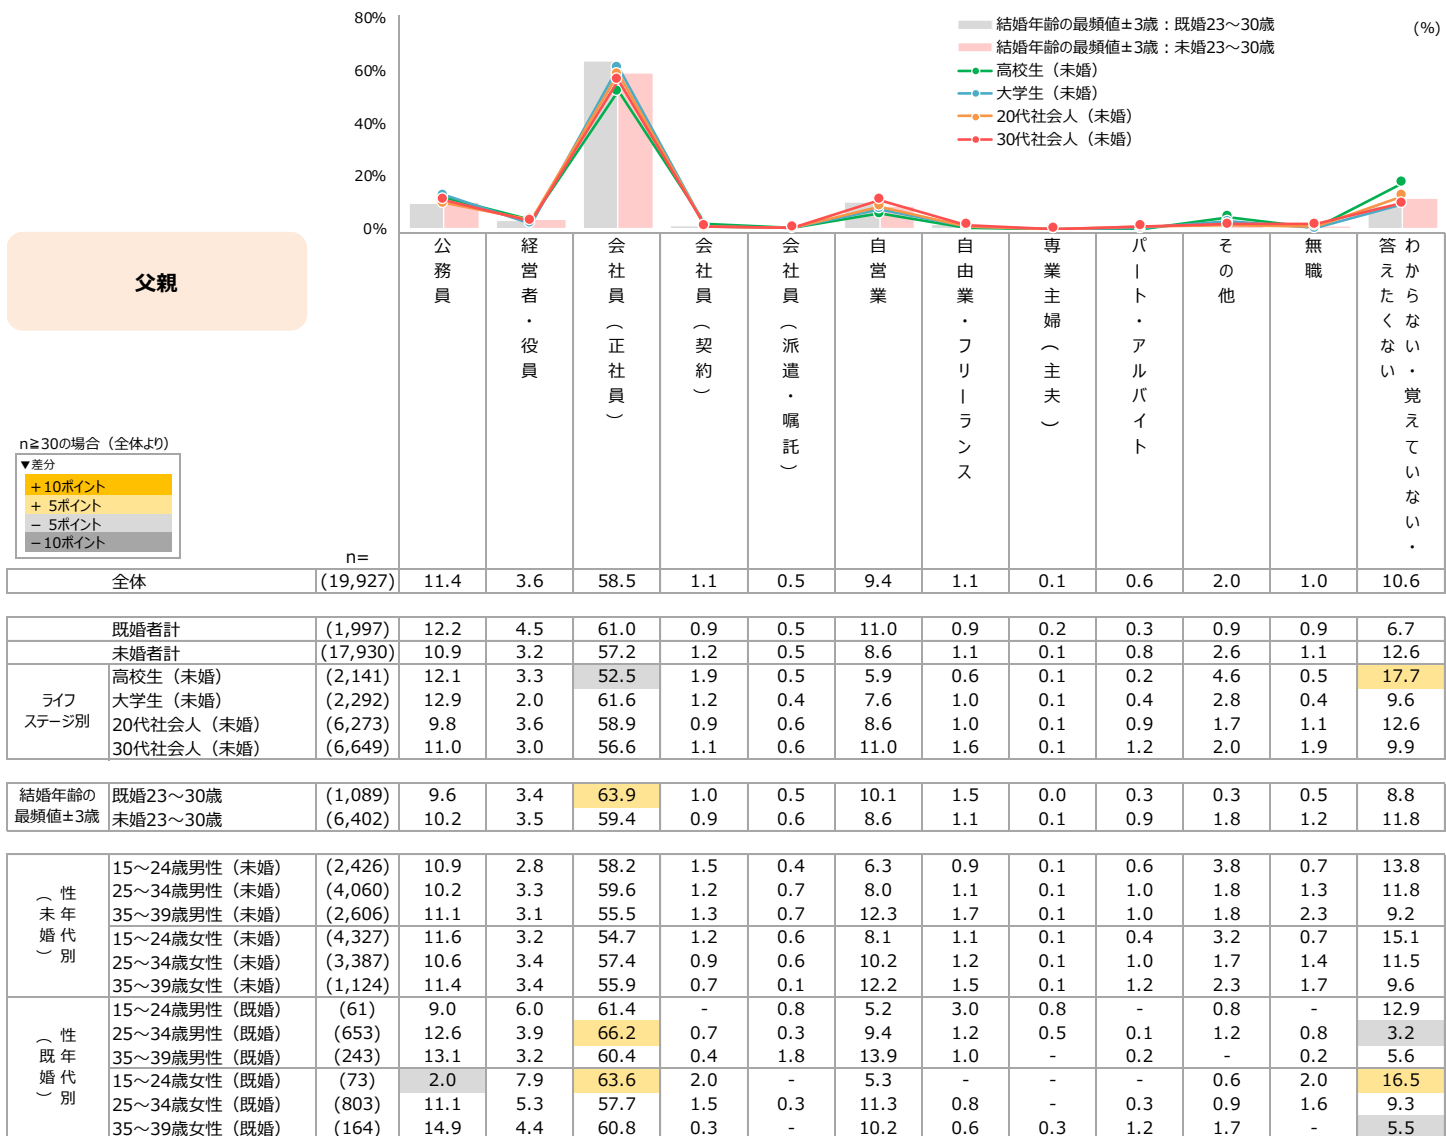 80%
60%
40%
20%
0%
結婚年齢の最頻値±3歳：既婚23～30歳
結婚年齢の最頻値±3歳：未婚23～30歳
高校生（未婚）
大学生（未婚）
20代社会人（未婚）
30代社会人（未婚）
(%)
父親
公務員
経営者・役員
会社員（正社員）
会社員（契約）
会社員（派遣・嘱託）
自営業
自由業・フリーランス
専業主婦（主夫）
パート・アルバイト
その他
無職
わからない・覚えていない・
答えたくない
n≧30の場合（全体より）
▼差分
＋10ポイント
＋ 5ポイント
－ 5ポイント
－10ポイント
n=
全体 (19,927) 11.4 3.6 58.5 1.1 0.5 9.4 1.1 0.1 0.6 2.0 1.0 10.6
既婚者計 (1,997) 12.2 4.5 61.0 0.9 0.5 11.0 0.9 0.2 0.3 0.9 0.9 6.7
未婚者計 (17,930) 10.9 3.2 57.2 1.2 0.5 8.6 1.1 0.1 0.8 2.6 1.1 12.6
ライフ
ステージ別
高校生（未婚） (2,141) 12.1 3.3 52.5 1.9 0.5 5.9 0.6 0.1 0.2 4.6 0.5 17.7
大学生（未婚） (2,292) 12.9 2.0 61.6 1.2 0.4 7.6 1.0 0.1 0.4 2.8 0.4 9.6
20代社会人（未婚） (6,273) 9.8 3.6 58.9 0.9 0.6 8.6 1.0 0.1 0.9 1.7 1.1 12.6
30代社会人（未婚） (6,649) 11.0 3.0 56.6 1.1 0.6 11.0 1.6 0.1 1.2 2.0 1.9 9.9
結婚年齢の
最頻値±3歳
既婚23～30歳 (1,089) 9.6 3.4 63.9 1.0 0.5 10.1 1.5 0.0 0.3 0.3 0.5 8.8
未婚23～30歳 (6,402) 10.2 3.5 59.4 0.9 0.6 8.6 1.1 0.1 0.9 1.8 1.2 11.8
性年代別
（未婚）
15～24歳男性（未婚） (2,426) 10.9 2.8 58.2 1.5 0.4 6.3 0.9 0.1 0.6 3.8 0.7 13.8
25～34歳男性（未婚） (4,060) 10.2 3.3 59.6 1.2 0.7 8.0 1.1 0.1 1.0 1.8 1.3 11.8
35～39歳男性（未婚） (2,606) 11.1 3.1 55.5 1.3 0.7 12.3 1.7 0.1 1.0 1.8 2.3 9.2
15～24歳女性（未婚） (4,327) 11.6 3.2 54.7 1.2 0.6 8.1 1.1 0.1 0.4 3.2 0.7 15.1
25～34歳女性（未婚） (3,387) 10.6 3.4 57.4 0.9 0.6 10.2 1.2 0.1 1.0 1.7 1.4 11.5
35～39歳女性（未婚） (1,124) 11.4 3.4 55.9 0.7 0.1 12.2 1.5 0.1 1.2 2.3 1.7 9.6
性年代別
（既婚）
15～24歳男性（既婚） (61) 9.0 6.0 61.4 - 0.8 5.2 3.0 0.8 - 0.8 - 12.9
25～34歳男性（既婚） (653) 12.6 3.9 66.2 0.7 0.3 9.4 1.2 0.5 0.1 1.2 0.8 3.2
35～39歳男性（既婚） (243) 13.1 3.2 60.4 0.4 1.8 13.9 1.0 - 0.2 - 0.2 5.6
15～24歳女性（既婚） (73) 2.0 7.9 63.6 2.0 - 5.3 - - - 0.6 2.0 16.5
25～34歳女性（既婚） (803) 11.1 5.3 57.7 1.5 0.3 11.3 0.8 - 0.3 0.9 1.6 9.3
35～39歳女性（既婚） (164) 14.9 4.4 60.8 0.3 - 10.2 0.6 0.3 1.2 1.7 - 5.5